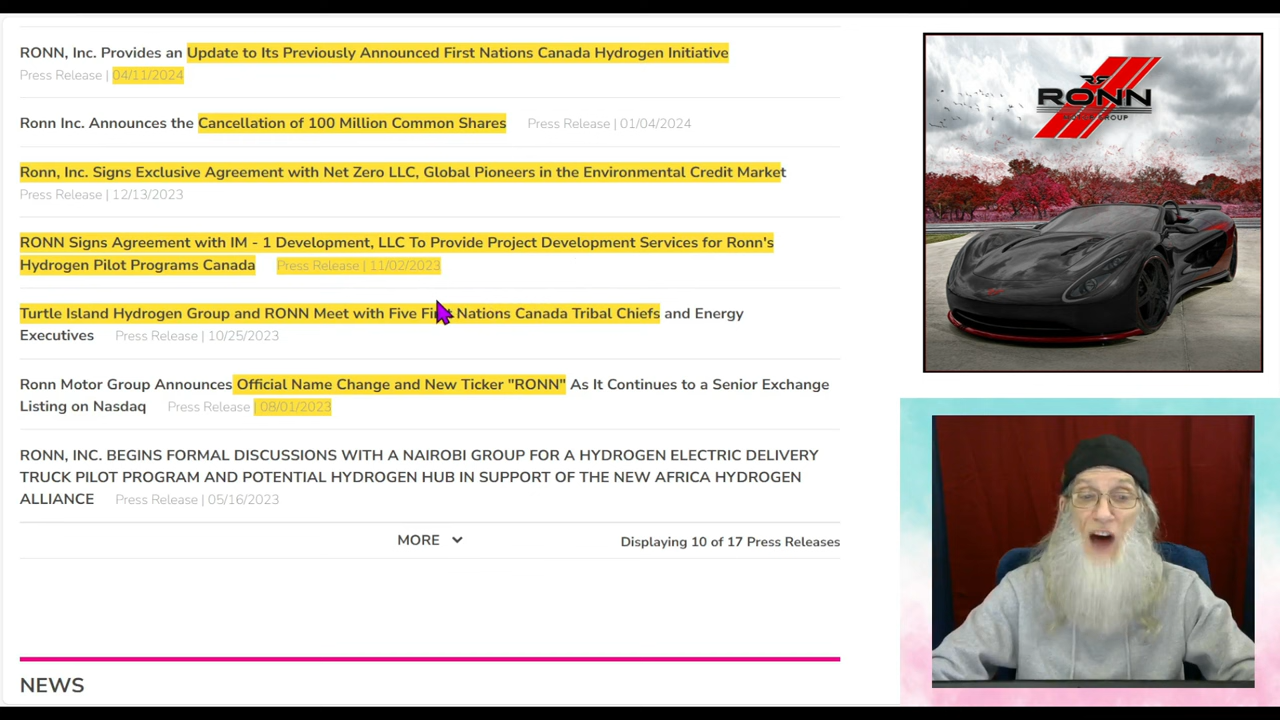 RONN, Inc. Provides an Update to Its Previously Announced First Nations Canada Hydrogen Initiative
Press Release | 04/11/2024
Ronn Inc. Announces the Cancellation of 100 Million Common Shares Press Release | 01/04/2024
Ronn, Inc. Signs Exclusive Agreement with Net Zero LLC, Global Pioneers in the Environmental Credit Market
Press Release | 12/13/2023
RONN Signs Agreement with IM - 1 Development, LLC To Provide Project Development Services for Ronn's
Hydrogen Pilot Programs Canada Press Release | 11/02/2023
Turtle Island Hydrogen Group and RONN Meet with Five First Nations Canada Tribal Chiefs and Energy
Executives Press Release | 10/25/2023
Ronn Motor Group Announces Official Name Change and New Ticker "RONN" As It Continues to a Senior Exchange
Listing on Nasdaq Press Release | 08/01/2023
RONN, INC. BEGINS FORMAL DISCUSSIONS WITH A NAIROBI GROUP FOR A HYDROGEN ELECTRIC DELIVERY
TRUCK PILOT PROGRAM AND POTENTIAL HYDROGEN HUB IN SUPPORT OF THE NEW AFRICA HYDROGEN
ALLIANCE Press Release | 05/16/2023
MORE Displaying 10 of 17 Press Releases
NEWS
RONN
MOTOR GROUP